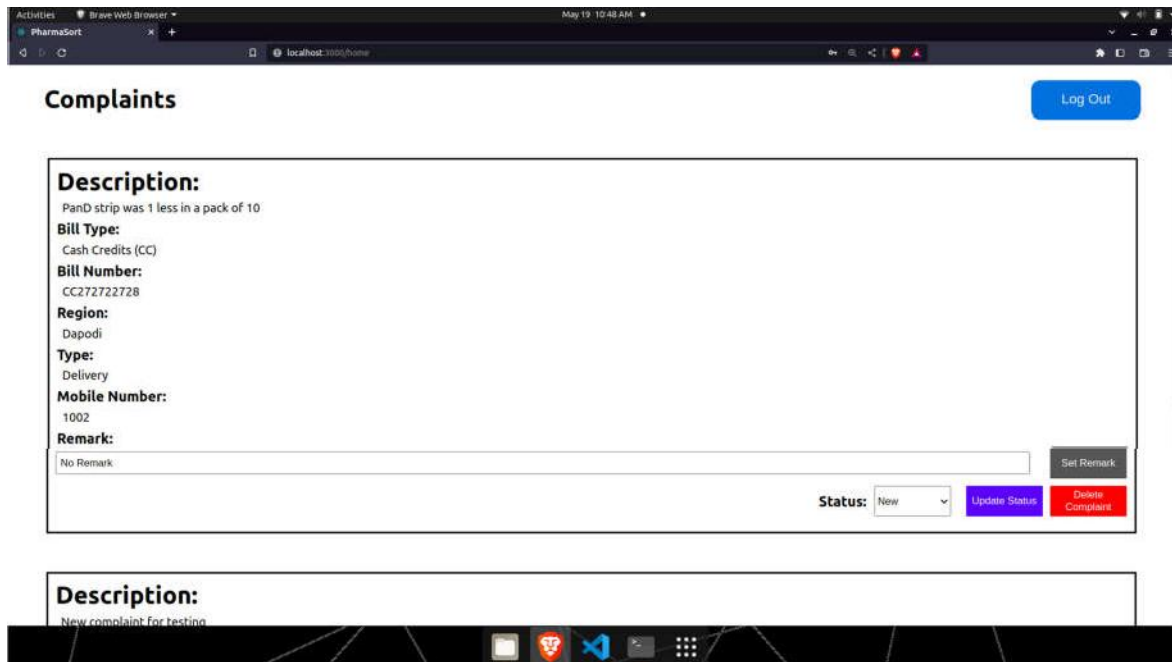 Activities Brave Web Browser May 19 10:48 AM
PharmaSort × +
localhost:3000/home
Complaints Log Out
Description:
PanD strip was 1 less in a pack of 10
Bill Type:
Cash Credits (CC)
Bill Number:
CC272722728
Region:
Dapodi
Type:
Delivery
Mobile Number:
1002
Remark:
No Remark Set Remark
Status: New Update Status Delete
Complaint
Description:
New complaint for testing